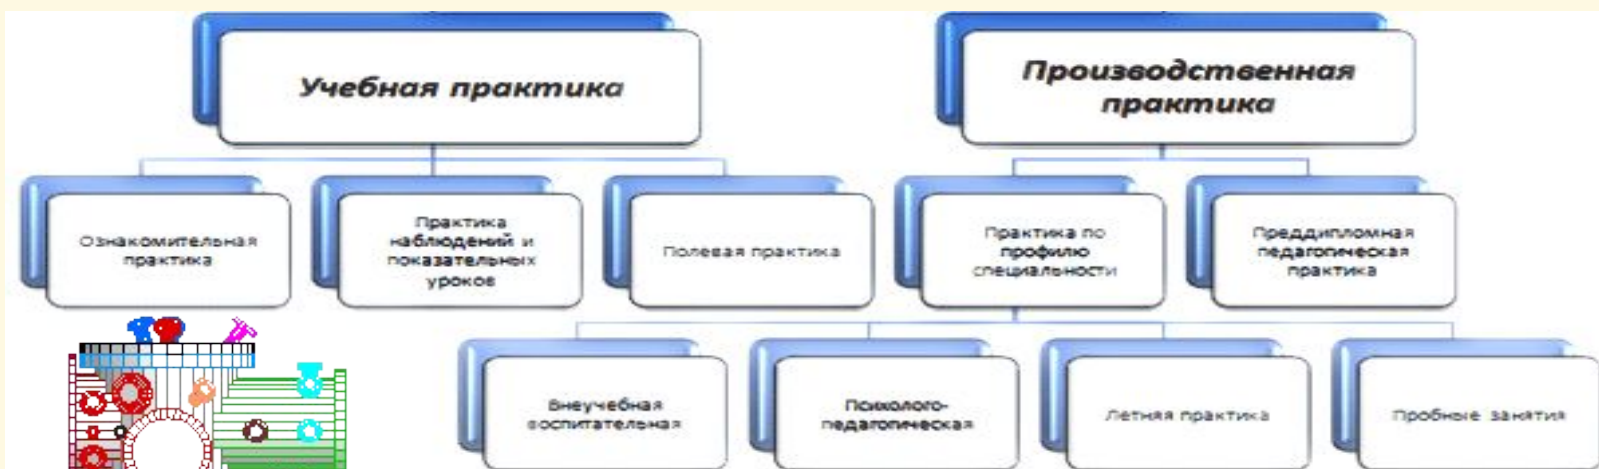 Учебная практика
Производственная
практика
Ознакомительная
практика
Практика
наблюдений и
показательных
уроков
Полевая практика
Практика по
профилю
специальности
Преддипломная
педагогическая
практика
Внеучебная
воспитательная
Психолого-
педагогическая
Летняя практика
Пробные занятия